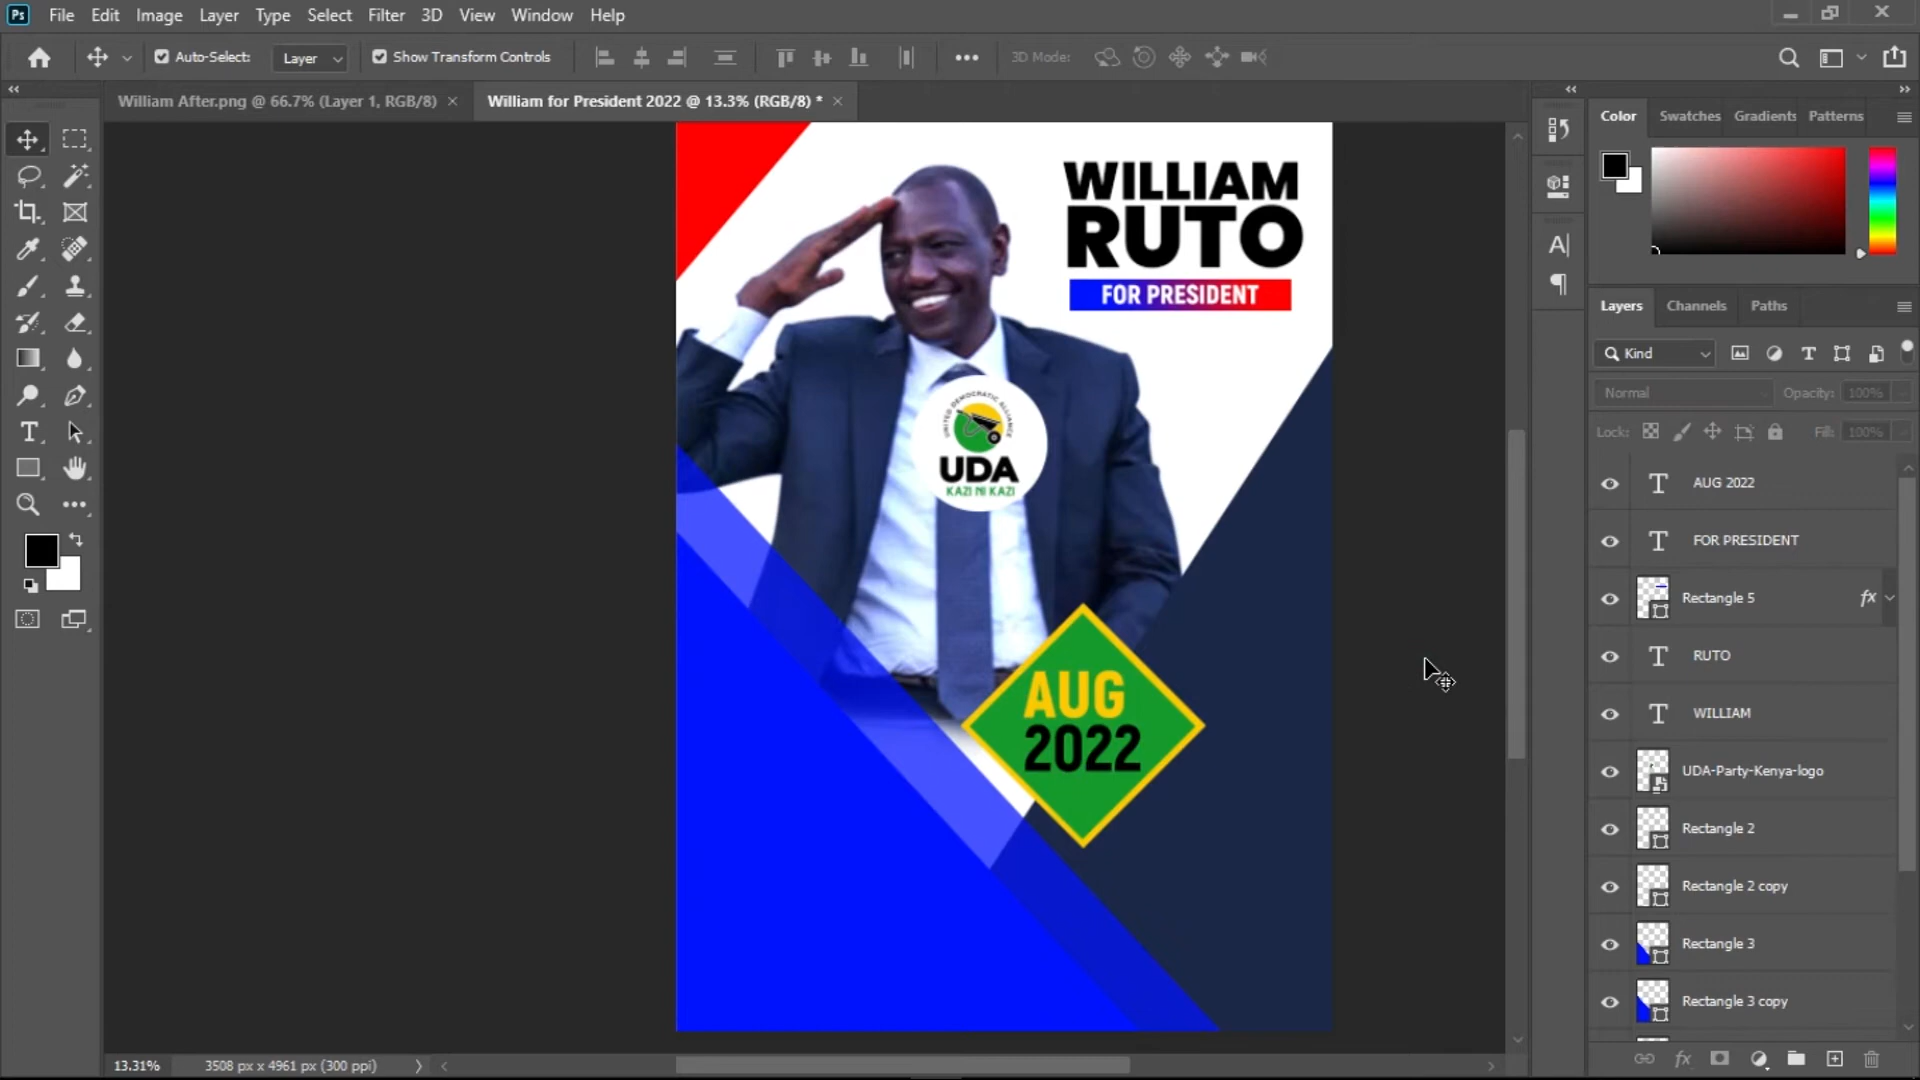 Ps File Edit Image Layer Type Select Filter 3D View Window Help
Auto-Select: Layer Show Transform Controls 3D Mode:
William After.png @ 66.7% (Layer 1, RGB/8) × William for President 2022 @ 13.3% (RGB/8) * ×
WILLIAM
RUTO
FOR PRESIDENT
UNITED DEMOCRATIC ALLIANCE
UDA
KAZI NI KAZI
AUG
2022
Color Swatches Gradients Patterns
Layers Channels Paths
Kind
Normal Opacity: 100%
Lock: Fill: 100%
AUG 2022
FOR PRESIDENT
Rectangle 5 fx
RUTO
WILLIAM
UDA-Party-Kenya-logo
Rectangle 2
Rectangle 2 copy
Rectangle 3
Rectangle 3 copy
13.31% 3508 px x 4961 px (300 ppi)